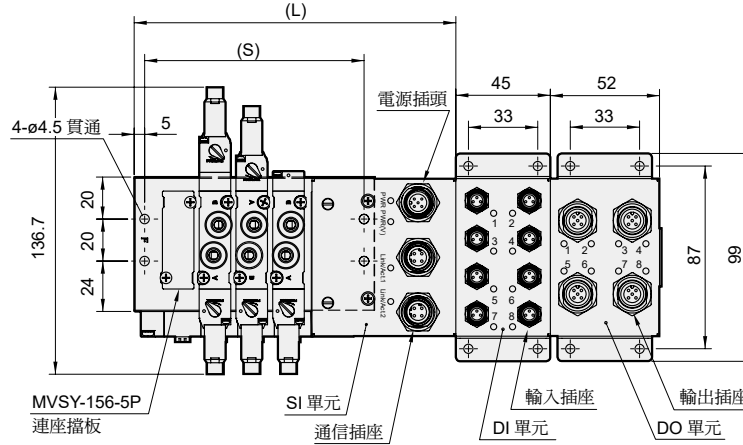 (L)
(S)
45
52
電源插頭
33
33
4-ø4.5 貫通
5
20
20
24
136.7
PWR PWR(V)
Link/Act.1
Link/Act2
B
A
B
A
B
A
1 2
3 4
5 6
7 8
1 2 3 4
5 6 7 8
87
99
MVSY-156-5P
連座擋板
SI 單元
通信插座
輸入插座
DI 單元
輸出插座
DO 單元